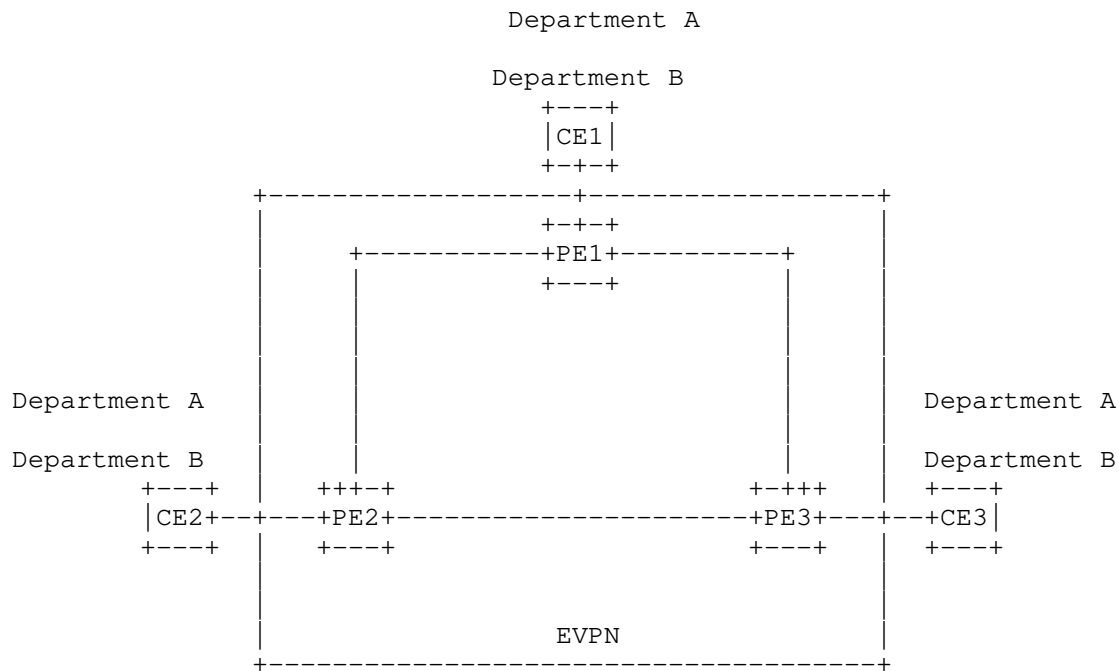 Department A
Department B
CE1
PE1
Department A Department A
Department B Department B
CE2 PE2 PE3 CE3
EVPN